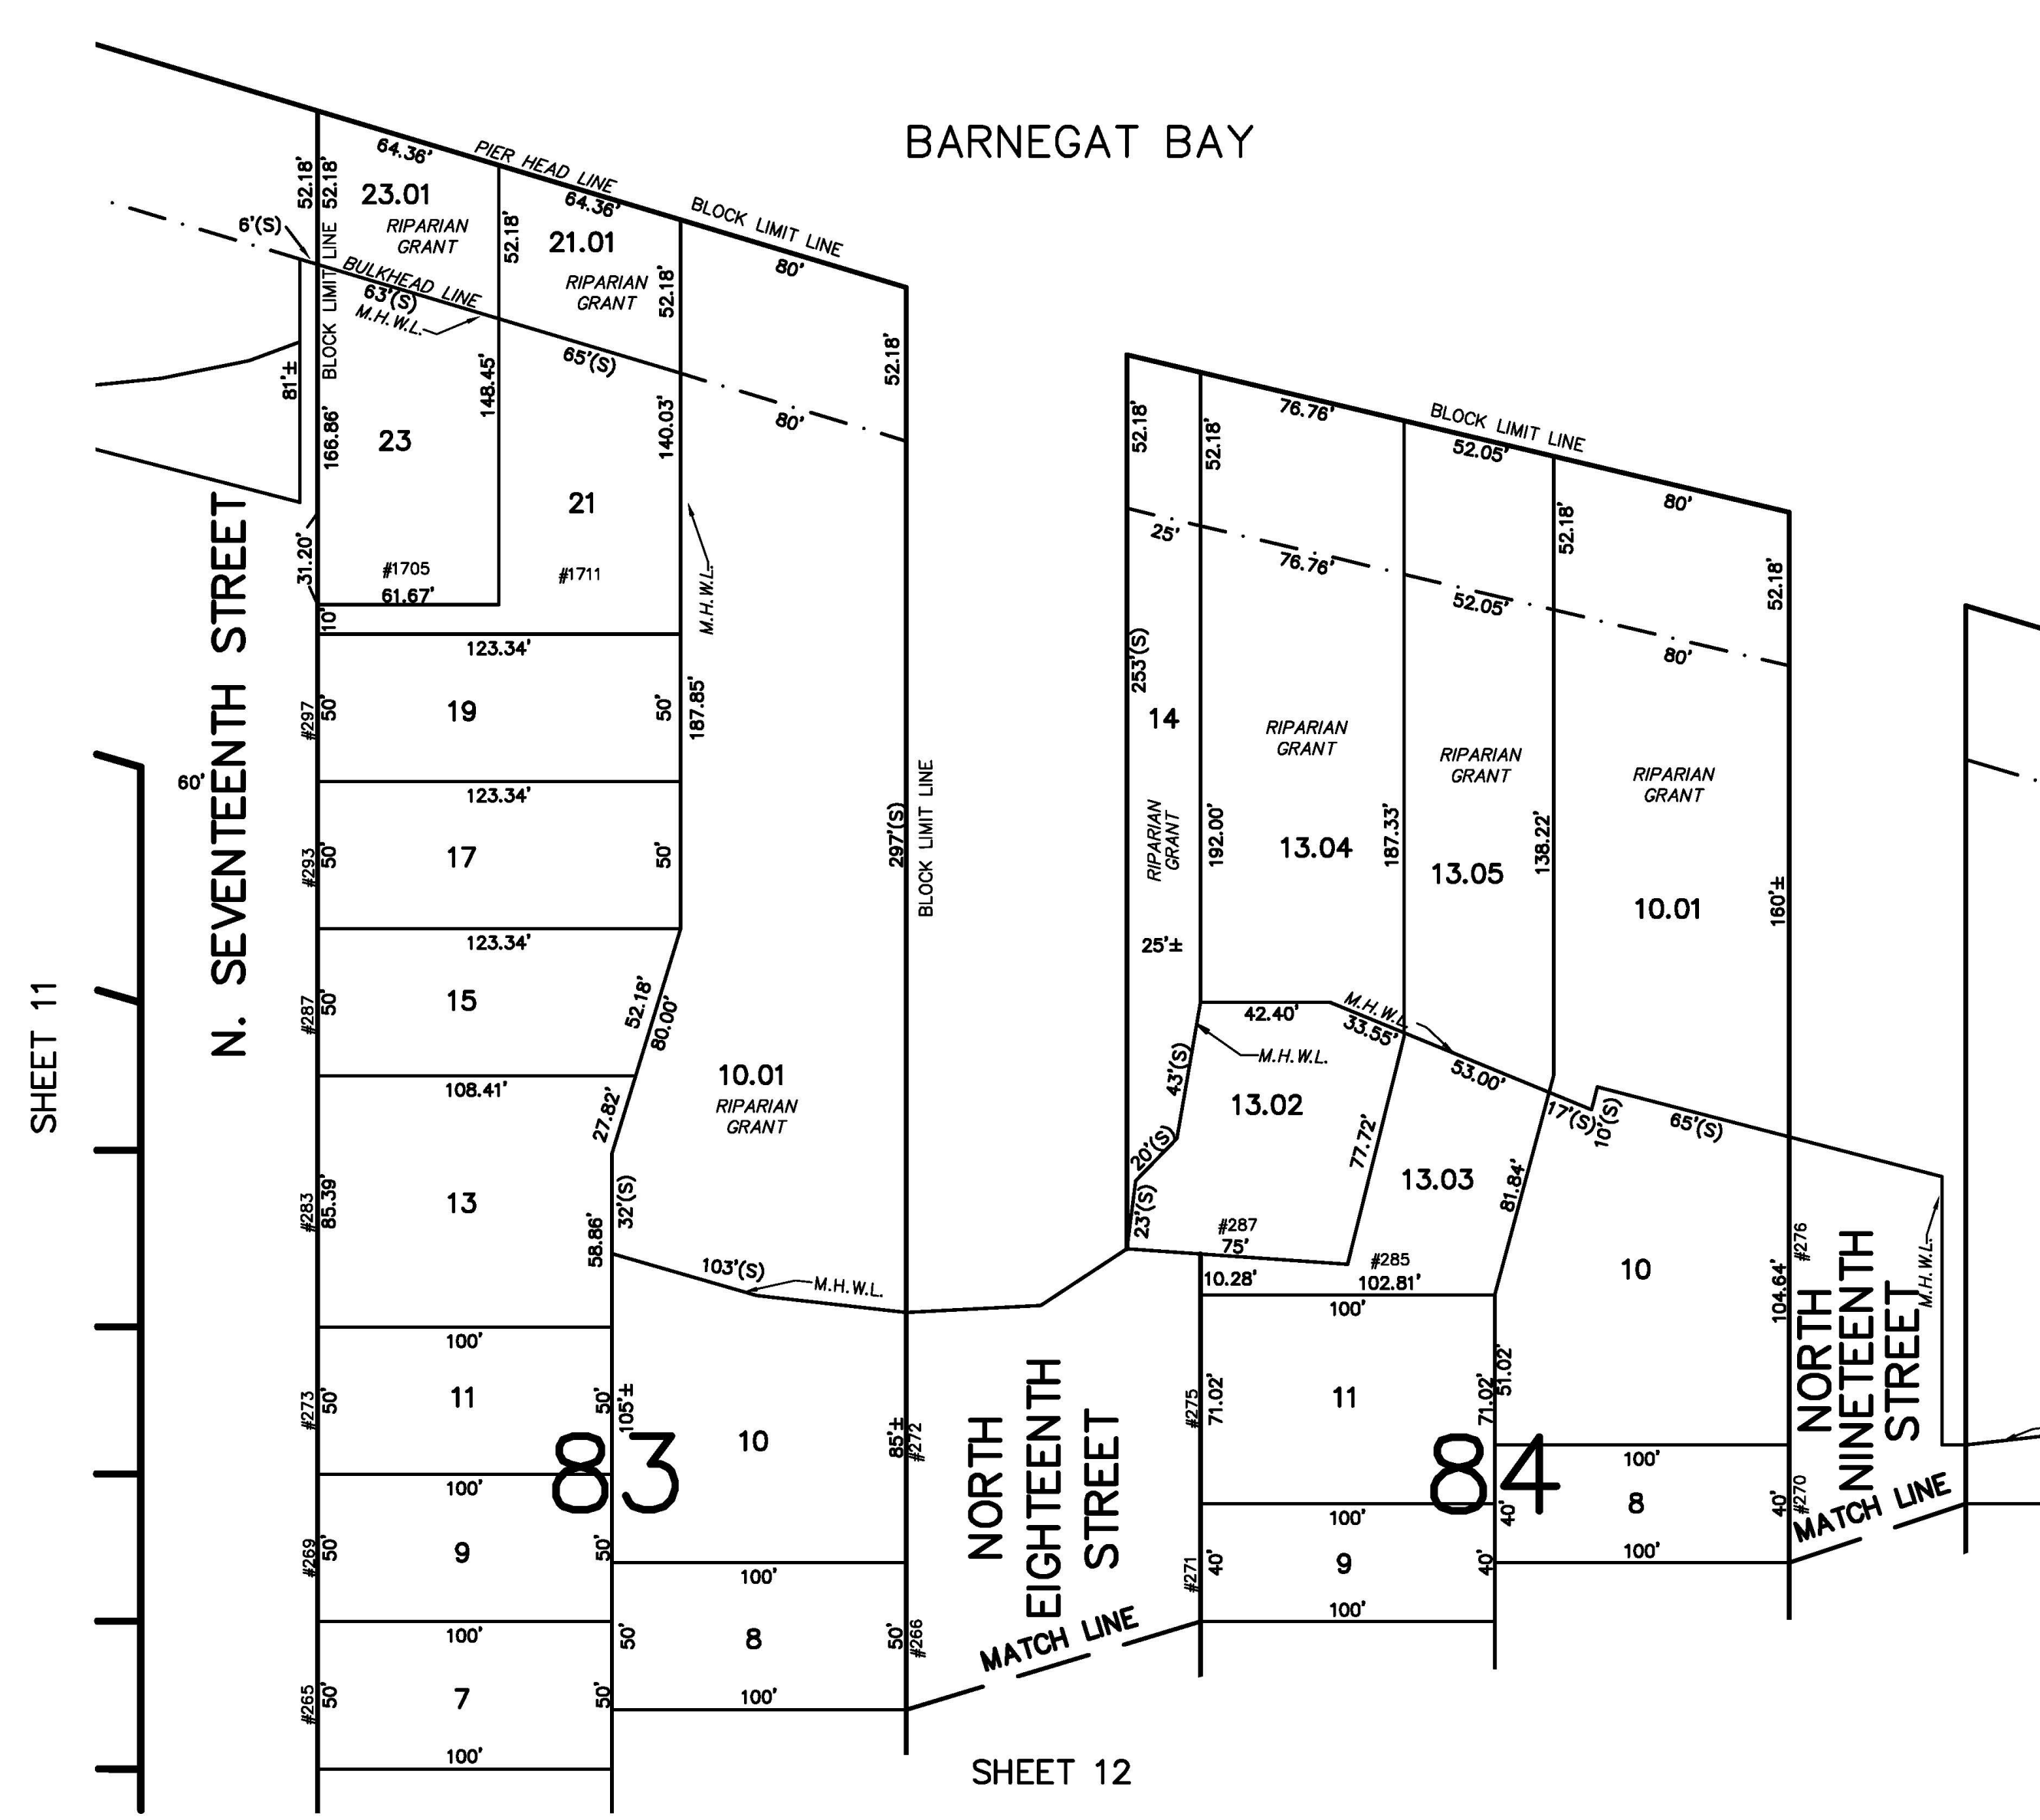 BARNEGAT BAY
64.36'
PIER HEAD LINE
64.36'
BLOCK LIMIT LINE
80'
52.18'
52.18'
23.01
RIPARIAN
GRANT
52.18'
21.01
RIPARIAN
GRANT
52.18'
52.18'
6'(S)
BLOCK LIMIT LINE
BULKHEAD LINE
63'(S)
M.H.W.L.
65'(S)
80'
81'±
166.86'
23
148.45'
140.03'
21
31.20'
#1705
61.67'
#1711
M.H.W.L.
10'
123.34'
#297
50'
19
50'
187.85'
60'
123.34'
#293
50'
17
50'
297'(S)
BLOCK LIMIT LINE
123.34'
#287
50'
15
52.18'
80.00'
108.41'
27.82'
10.01
RIPARIAN
GRANT
#283
85.39'
13
58.86'
32'(S)
103'(S)
M.H.W.L.
100'
#273
50'
11
50'
105'±
10
85'±
#272
83
100'
#269
50'
9
50'
100'
100'
#265
50'
7
50'
50'
8
50'
#266
100'
100'
N. SEVENTEENTH STREET
SHEET 11
NORTH
EIGHTEENTH
STREET
MATCH LINE
SHEET 12
52.18'
52.18'
76.76'
BLOCK LIMIT LINE
52.05'
80'
52.18'
52.18'
25'
76.76'
52.05'
80'
253'(S)
14
RIPARIAN
GRANT
25'±
192.00'
RIPARIAN
GRANT
13.04
187.33'
RIPARIAN
GRANT
13.05
138.22'
RIPARIAN
GRANT
10.01
160'±
42.40'
M.H.W.L.
33.55'
53.00'
17'(S)
10'(S)
65'(S)
43'(S)
M.H.W.L.
13.02
77.72'
20'(S)
23'(S)
13.03
81.84'
#287
75'
#285
10.28'
102.81'
100'
10
104.64'
#276
M.H.W.L.
#275
71.02'
11
71.02'
51.02'
84
100'
100'
#271
40'
9
40'
40'
8
40'
#270
100'
100'
NORTH
NINETEENTH
STREET
MATCH LINE